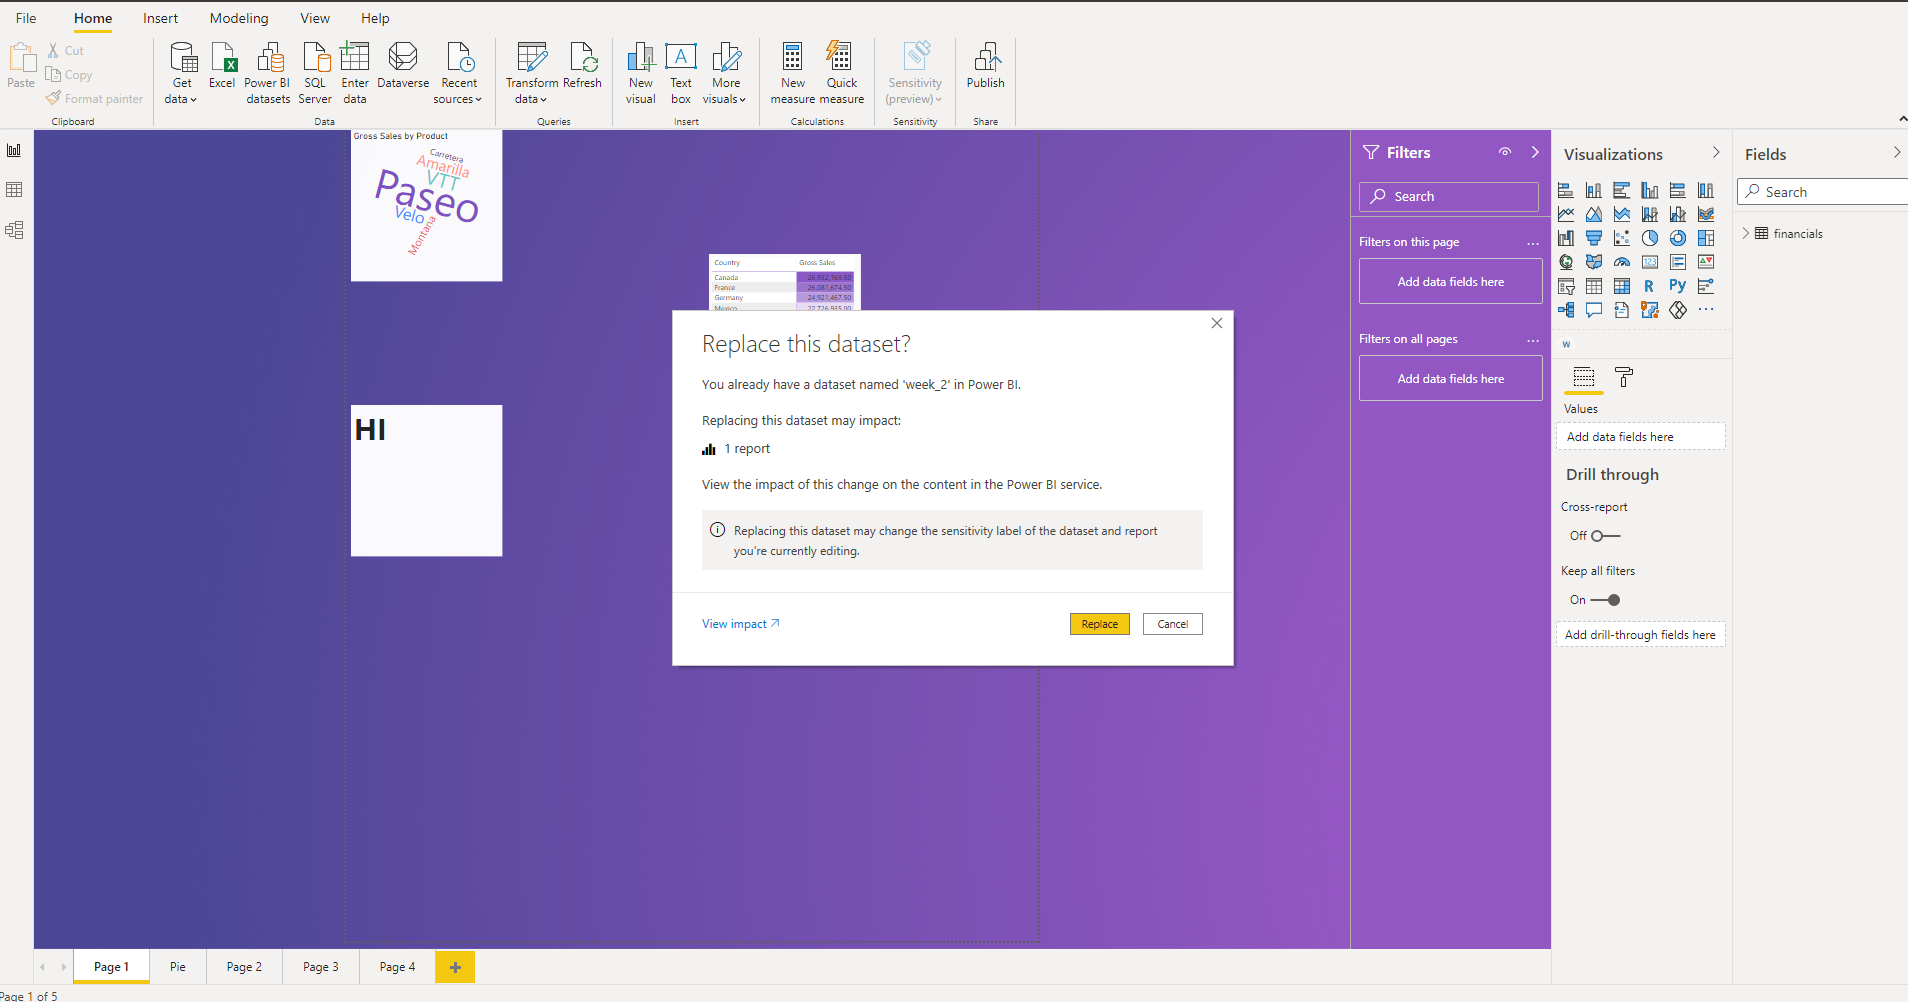 File Home Insert Modeling View Help
Paste
Cut
Copy
Format painter
Clipboard
Get data
Excel
Power BI datasets
SQL Server
Enter data
Dataverse
Recent sources
Data
Transform data
Refresh
Queries
New visual
Text box
More visuals
Insert
New measure
Quick measure
Calculations
Sensitivity (preview)
Sensitivity
Publish
Share
Gross Sales by Product
Carretera
Amarilla
VTT
Paseo
Velo
Montana
Country Gross Sales
Canada 26,932,163.50
France 26,081,674.50
Germany 24,921,467.50
Mexico 22,726,935.00
HI
Replace this dataset?
You already have a dataset named 'week_2' in Power BI.
Replacing this dataset may impact:
1 report
View the impact of this change on the content in the Power BI service.
Replacing this dataset may change the sensitivity label of the dataset and report
you're currently editing.
View impact
Replace Cancel
Filters
Search
Filters on this page ...
Add data fields here
Filters on all pages ...
Add data fields here
Visualizations
123
R Py
...
W
Values
Add data fields here
Drill through
Cross-report
Off
Keep all filters
On
Add drill-through fields here
Fields
Search
financials
Page 1 Pie Page 2 Page 3 Page 4 +
Page 1 of 5